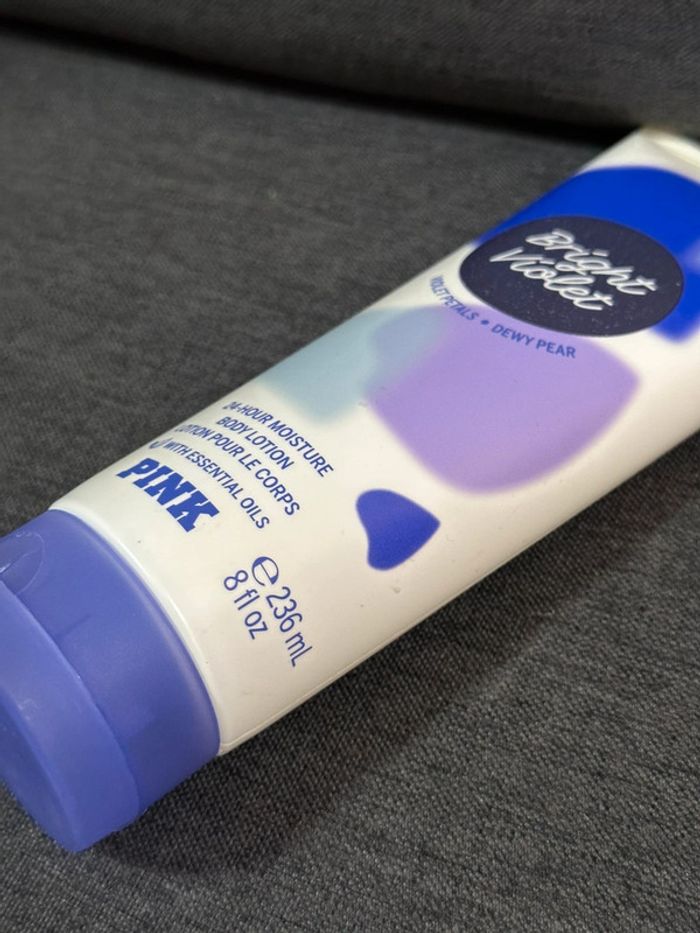 Bright
Violet
VIOLET PETALS • DEWY PEAR
24-HOUR MOISTURE
BODY LOTION
LOTION POUR LE CORPS
WITH ESSENTIAL OILS
PINK
℮ 236 mL
8 fl oz